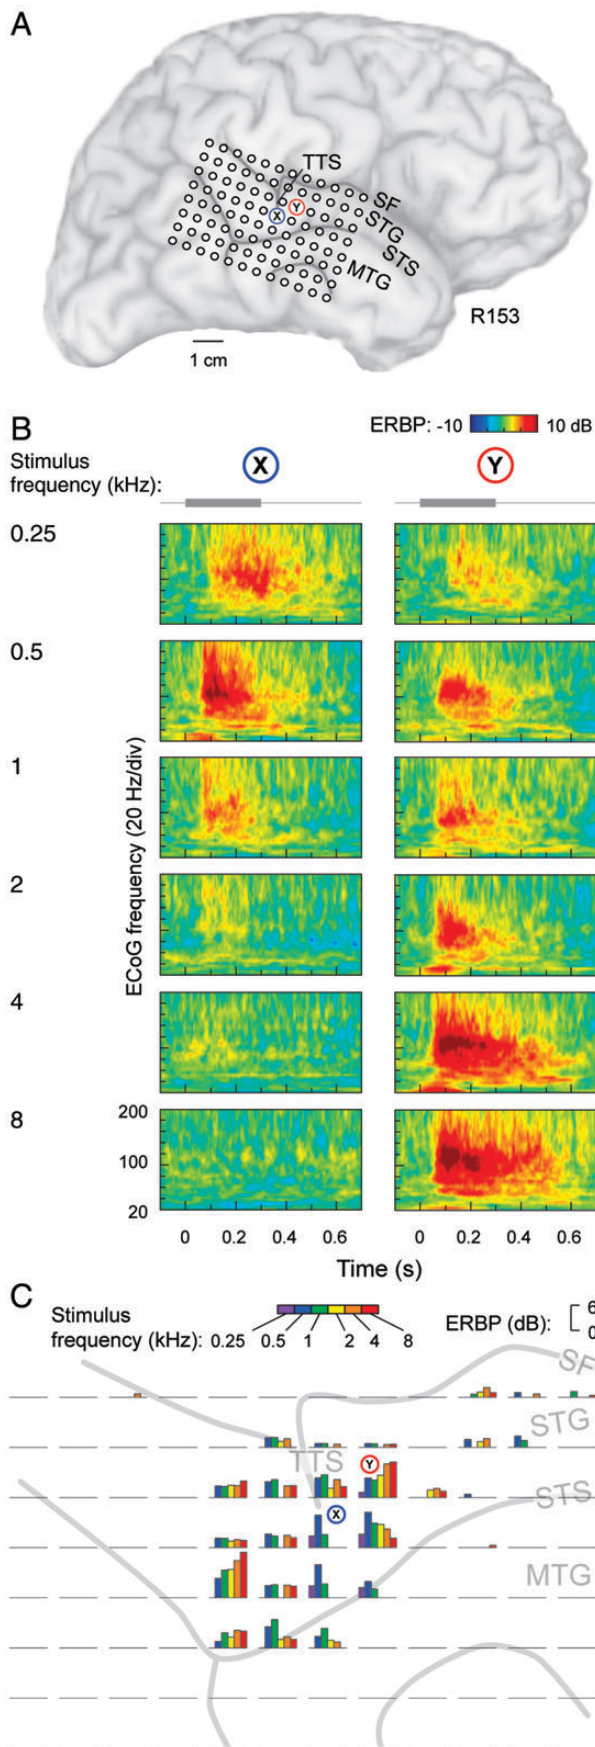 A
TTS
X
Y
SF
STG
STS
MTG
R153
1 cm
B
ERBP: -10 10 dB
Stimulus
frequency (kHz):
X Y
0.25
0.5
1
2
4
8
ECoG frequency (20 Hz/div)
200
100
20
0 0.2 0.4 0.6 0 0.2 0.4 0.6
Time (s)
C
Stimulus
frequency (kHz): 0.25 0.5 1 2 4 8
ERBP (dB): 6
0
SF
STG
TTS
Y
STS
X
MTG